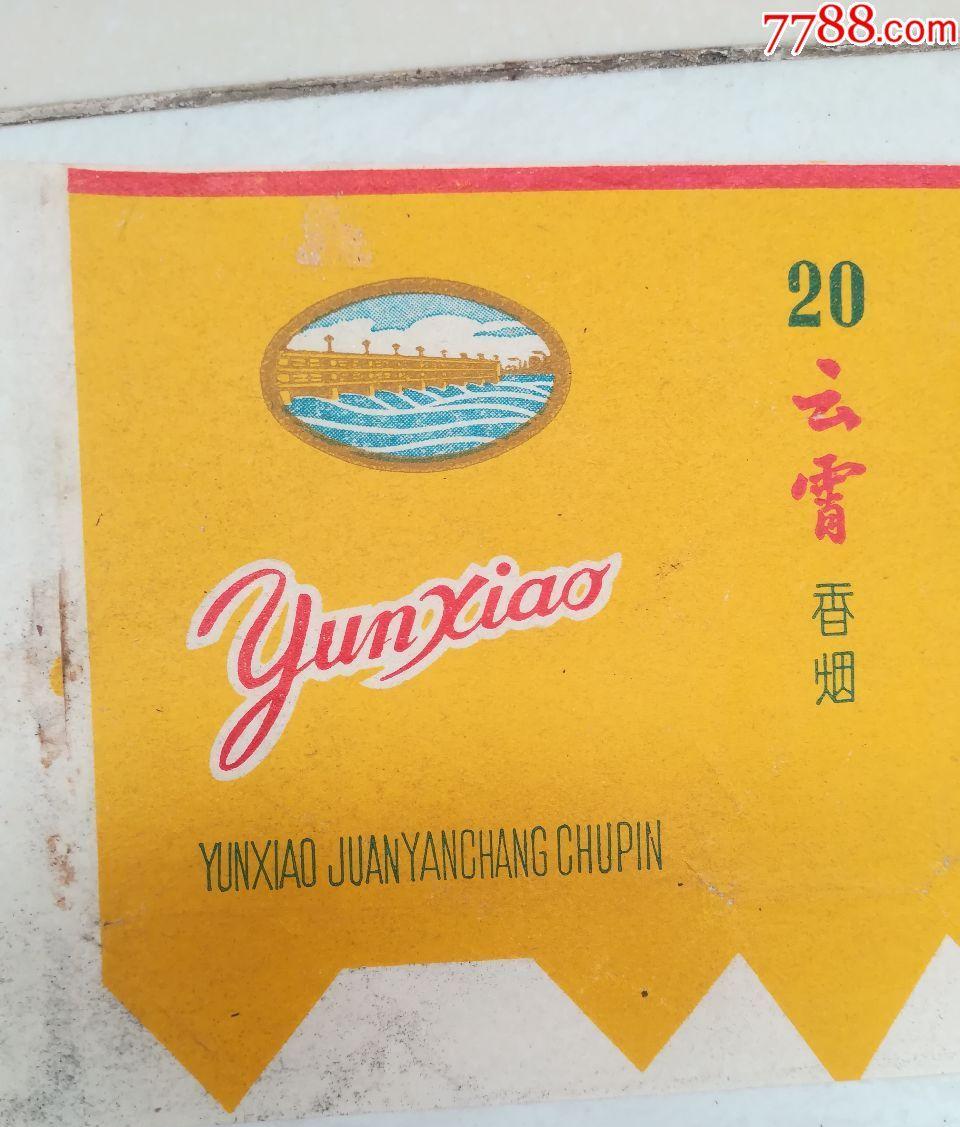 7788.com
20
云霄
香烟
Yunxiao
YUNXIAO JUANYANCHANG CHUPIN